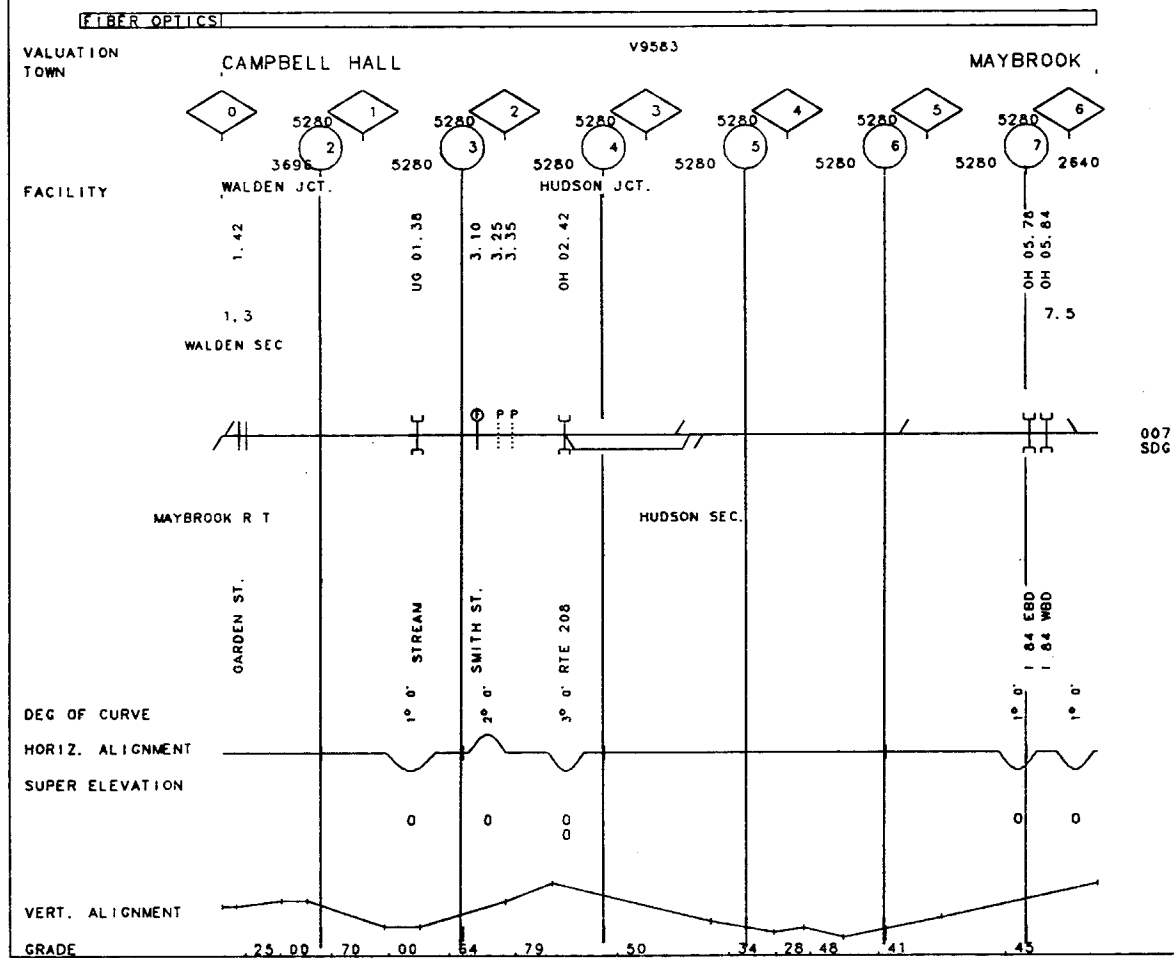 FIBER OPTICS
VALUATION V9583
TOWN CAMPBELL HALL MAYBROOK
0 1 2 3 4 5 6
5280 5280 5280 5280 5280 5280
2 3 4 5 6 7
3696 5280 5280 5280 5280 5280 2640
FACILITY WALDEN JCT. HUDSON JCT.
1.42
UG 01.38
3.10
3.25
3.35
OH 02.42
OH 05.78
OH 05.84
1.3 7.5
WALDEN SEC
T P P
007
SDG
MAYBROOK R T HUDSON SEC.
GARDEN ST.
STREAM
SMITH ST.
RTE 208
I 84 EBD
I 84 WBD
DEG OF CURVE 1° 0' 2° 0' 3° 0' 1° 0' 1° 0'
HORIZ. ALIGNMENT
SUPER ELEVATION
0 0 0 0 0
0
VERT. ALIGNMENT
GRADE .25 .00 .70 .00 .64 .79 .50 .34 .28 .48 .41 .45